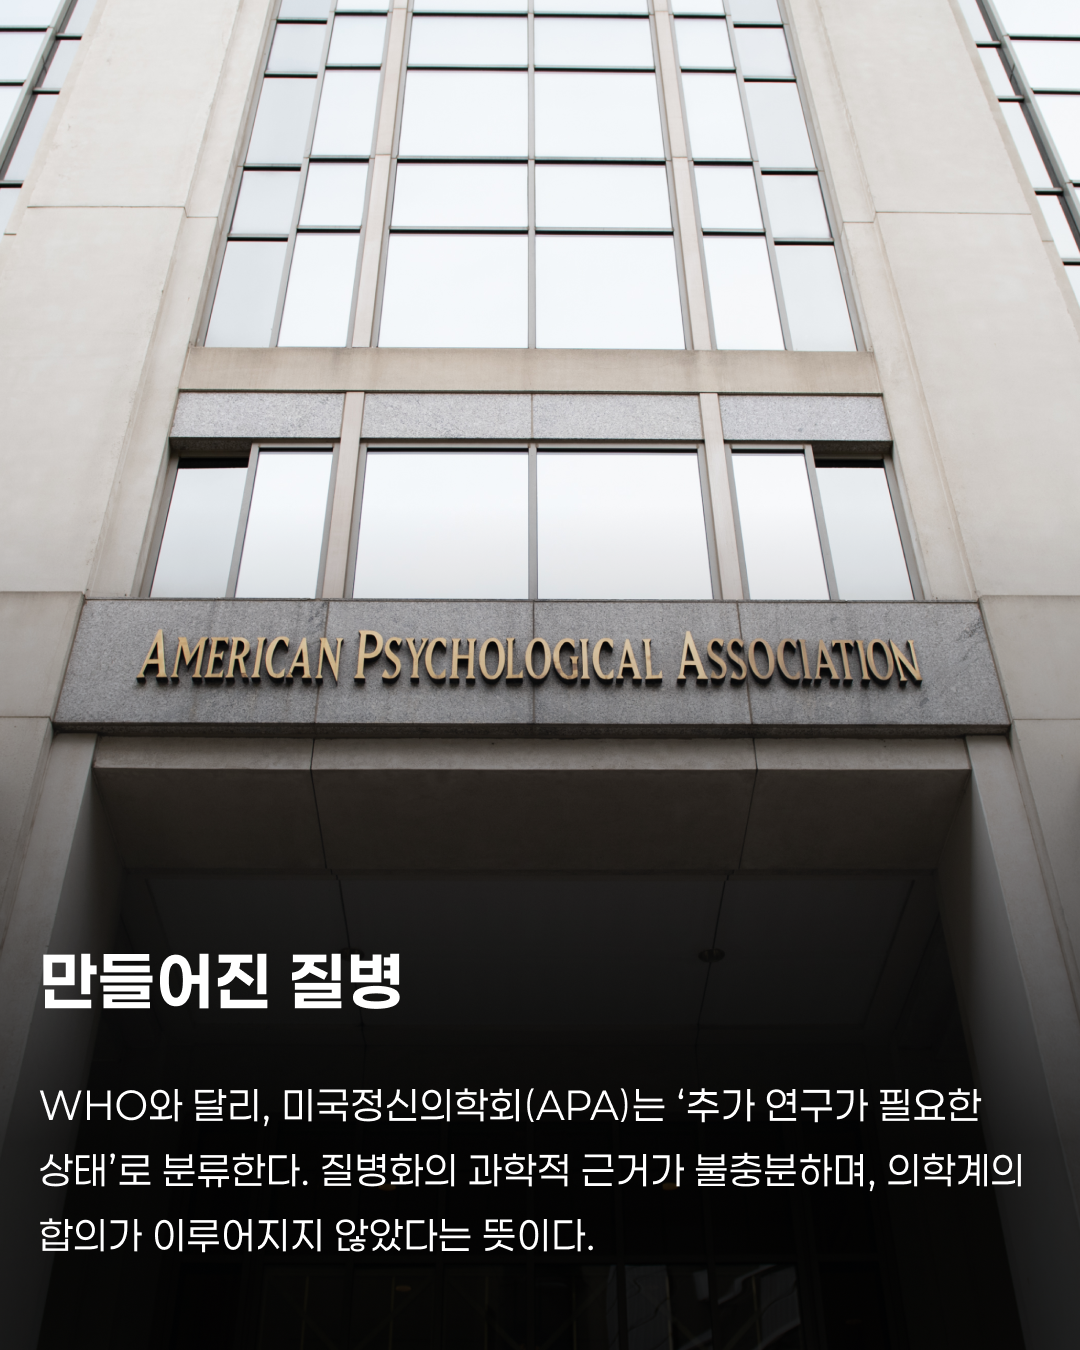 AMERICAN PSYCHOLOGICAL ASSOCIATION
만들어진 질병
WHO와 달리, 미국정신의학회(APA)는 ‘추가 연구가 필요한
상태’로 분류한다. 질병화의 과학적 근거가 불충분하며, 의학계의
합의가 이루어지지 않았다는 뜻이다.